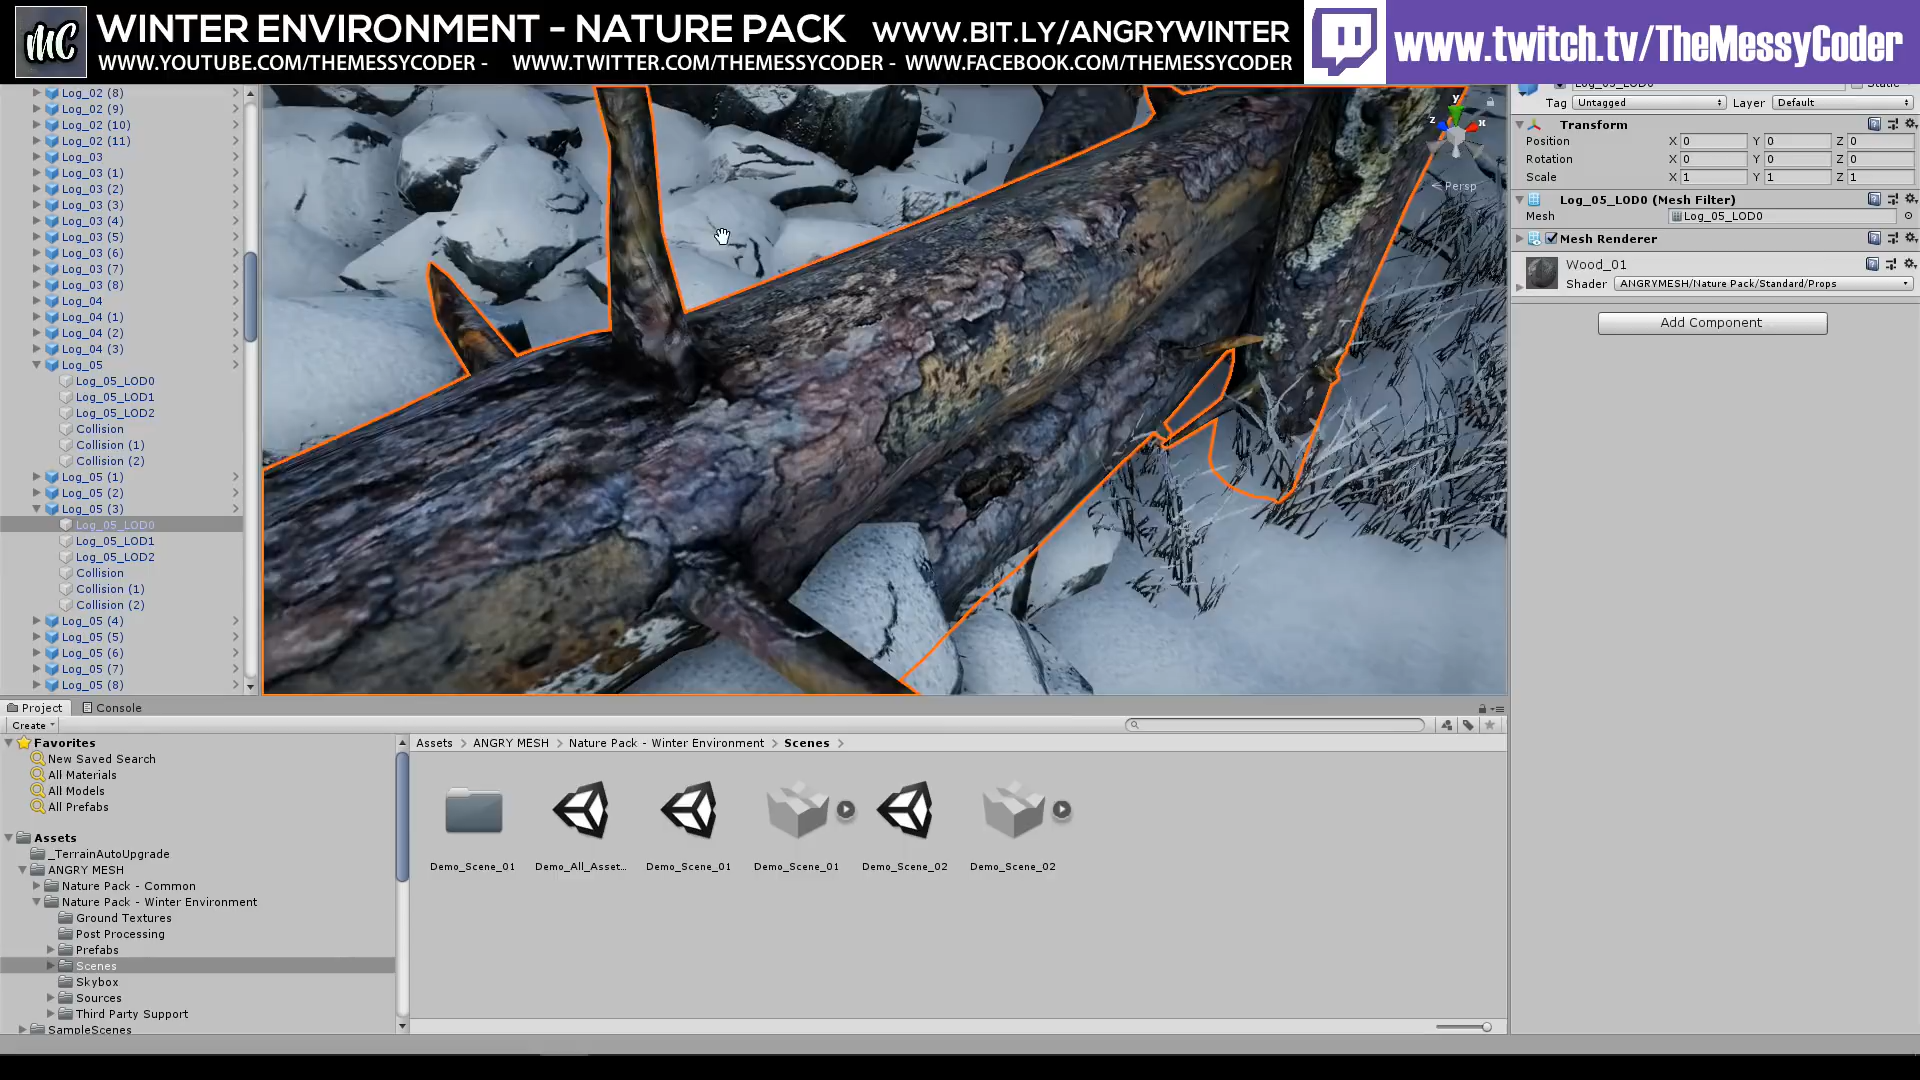 MC
WINTER ENVIRONMENT - NATURE PACK
WWW.BIT.LY/ANGRYWINTER
WWW.YOUTUBE.COM/THEMESSYCODER - WWW.TWITTER.COM/THEMESSYCODER - WWW.FACEBOOK.COM/THEMESSYCODER
www.twitch.tv/TheMessyCoder
Log_02 (8)
Log_02 (9)
Log_02 (10)
Log_02 (11)
Log_03
Log_03 (1)
Log_03 (2)
Log_03 (3)
Log_03 (4)
Log_03 (5)
Log_03 (6)
Log_03 (7)
Log_03 (8)
Log_04
Log_04 (1)
Log_04 (2)
Log_04 (3)
Log_05
Log_05_LOD0
Log_05_LOD1
Log_05_LOD2
Collision
Collision (1)
Collision (2)
Log_05 (1)
Log_05 (2)
Log_05 (3)
Log_05_LOD0
Log_05_LOD1
Log_05_LOD2
Collision
Collision (1)
Collision (2)
Log_05 (4)
Log_05 (5)
Log_05 (6)
Log_05 (7)
Log_05 (8)
y
z
x
Persp
Log_05_LOD0
Static
Tag Untagged Layer Default
Transform
Position X 0 Y 0 Z 0
Rotation X 0 Y 0 Z 0
Scale X 1 Y 1 Z 1
Log_05_LOD0 (Mesh Filter)
Mesh Log_05_LOD0
Mesh Renderer
Wood_01
Shader ANGRYMESH/Nature Pack/Standard/Props
Add Component
Project Console
Create
Favorites
New Saved Search
All Materials
All Models
All Prefabs
Assets
_TerrainAutoUpgrade
ANGRY MESH
Nature Pack - Common
Nature Pack - Winter Environment
Ground Textures
Post Processing
Prefabs
Scenes
Skybox
Sources
Third Party Support
SampleScenes
Assets > ANGRY MESH > Nature Pack - Winter Environment > Scenes >
Demo_Scene_01
Demo_All_Asset...
Demo_Scene_01
Demo_Scene_01
Demo_Scene_02
Demo_Scene_02